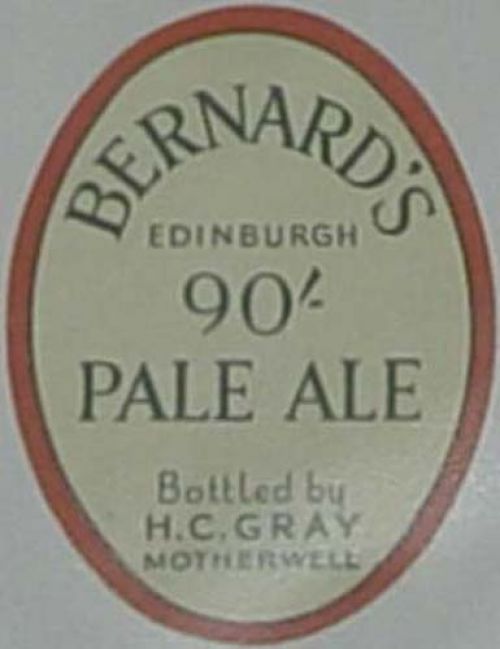 BERNARD'S
EDINBURGH
90/-
PALE ALE
Bottled by
H.C. GRAY
MOTHERWELL